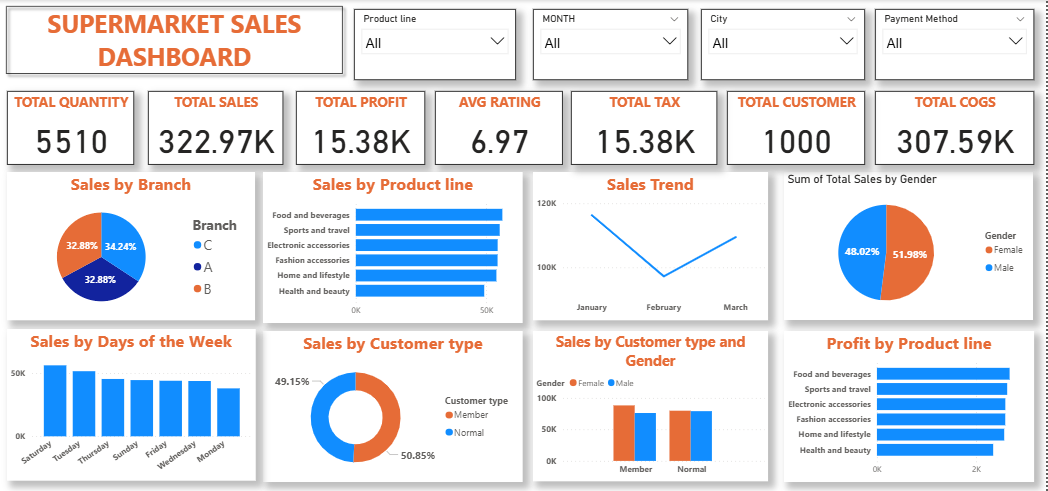 SUPERMARKET SALES
DASHBOARD
Product line
All
MONTH
All
City
All
Payment Method
All
TOTAL QUANTITY
5510
TOTAL SALES
322.97K
TOTAL PROFIT
15.38K
AVG RATING
6.97
TOTAL TAX
15.38K
TOTAL CUSTOMER
1000
TOTAL COGS
307.59K
Sales by Branch
32.88%
34.24%
32.88%
Branch
C
A
B
Sales by Product line
Food and beverages
Sports and travel
Electronic accessories
Fashion accessories
Home and lifestyle
Health and beauty
0K
50K
Sales Trend
120K
100K
January
February
March
Sum of Total Sales by Gender
48.02%
51.98%
Gender
Female
Male
Sales by Days of the Week
50K
0K
Saturday
Tuesday
Thursday
Sunday
Friday
Wednesday
Monday
Sales by Customer type
49.15%
50.85%
Customer type
Member
Normal
Sales by Customer type and
Gender
Gender
Female
Male
100K
50K
0K
Member
Normal
Profit by Product line
Food and beverages
Sports and travel
Electronic accessories
Fashion accessories
Home and lifestyle
Health and beauty
0K
2K